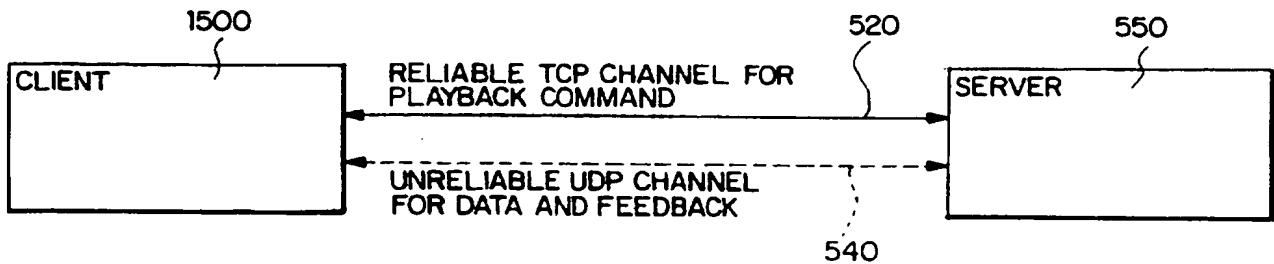 1500
520
550
CLIENT
RELIABLE TCP CHANNEL FOR
PLAYBACK COMMAND
SERVER
UNRELIABLE UDP CHANNEL
FOR DATA AND FEEDBACK
540